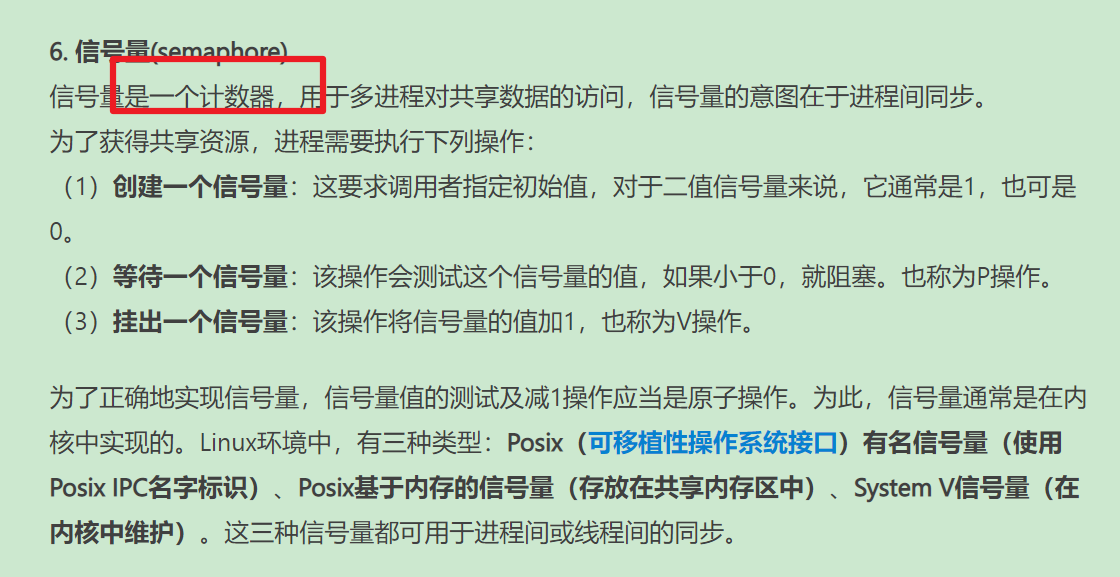 6. 信号量(semaphore)
信号量是一个计数器，用于多进程对共享数据的访问，信号量的意图在于进程间同步。
为了获得共享资源，进程需要执行下列操作：
（1）创建一个信号量：这要求调用者指定初始值，对于二值信号量来说，它通常是1，也可是
0。
（2）等待一个信号量：该操作会测试这个信号量的值，如果小于0，就阻塞。也称为P操作。
（3）挂出一个信号量：该操作将信号量的值加1，也称为V操作。
为了正确地实现信号量，信号量值的测试及减1操作应当是原子操作。为此，信号量通常是在内
核中实现的。Linux环境中，有三种类型：Posix（可移植性操作系统接口）有名信号量（使用
Posix IPC名字标识）、Posix基于内存的信号量（存放在共享内存区中）、System V信号量（在
内核中维护）。这三种信号量都可用于进程间或线程间的同步。